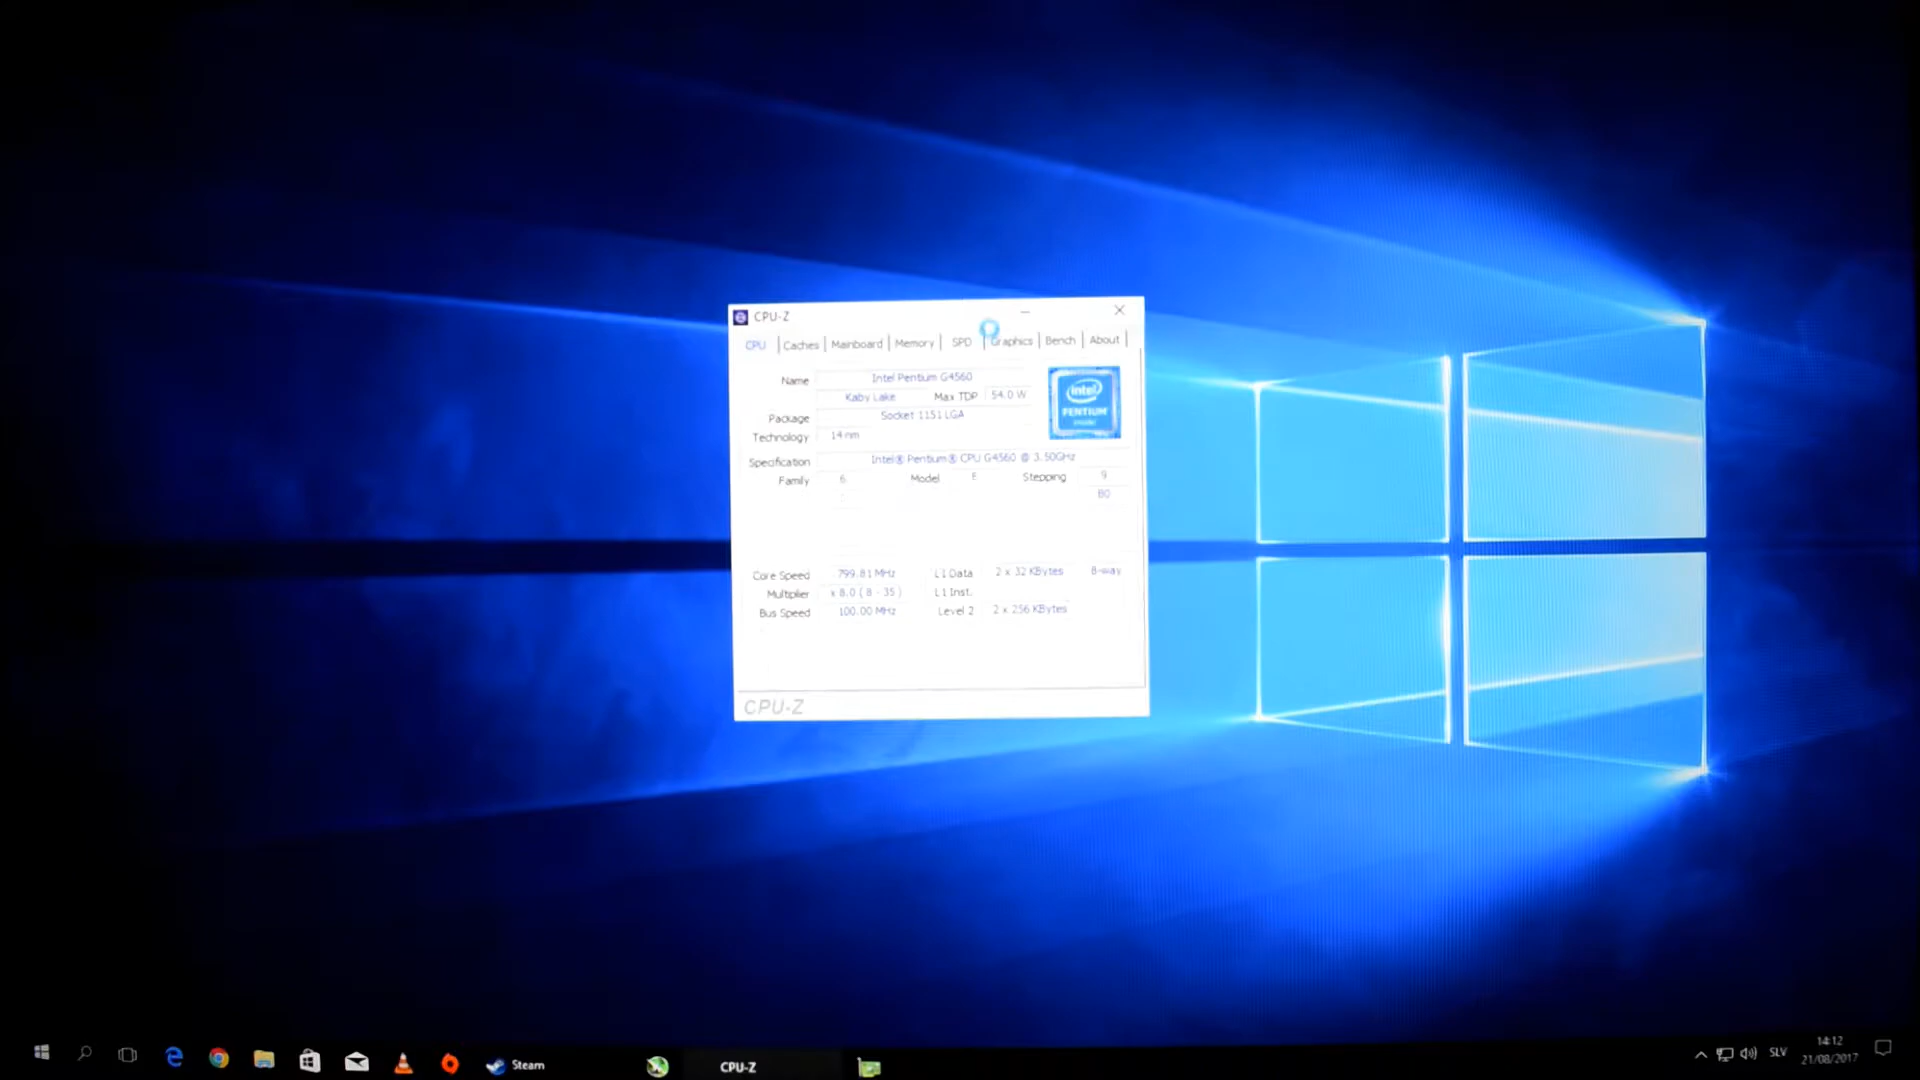 CPU-Z
CPU Caches Mainboard Memory SPD Graphics Bench About
Name Intel Pentium G4560
Kaby Lake Max TDP 54.0 W
Package Socket 1151 LGA
Technology 14 nm
intel
PENTIUM
Specification Intel® Pentium® CPU G4560 @ 3.50GHz
Family 6 Model E Stepping 9
B0
Core Speed 799.81 MHz L1 Data 2 x 32 KBytes 8-way
Multiplier x 8.0 ( 8 - 35 ) L1 Inst.
Bus Speed 100.00 MHz Level 2 2 x 256 KBytes
CPU-Z
Steam
CPU-Z
SLV
14:12
21/08/2017